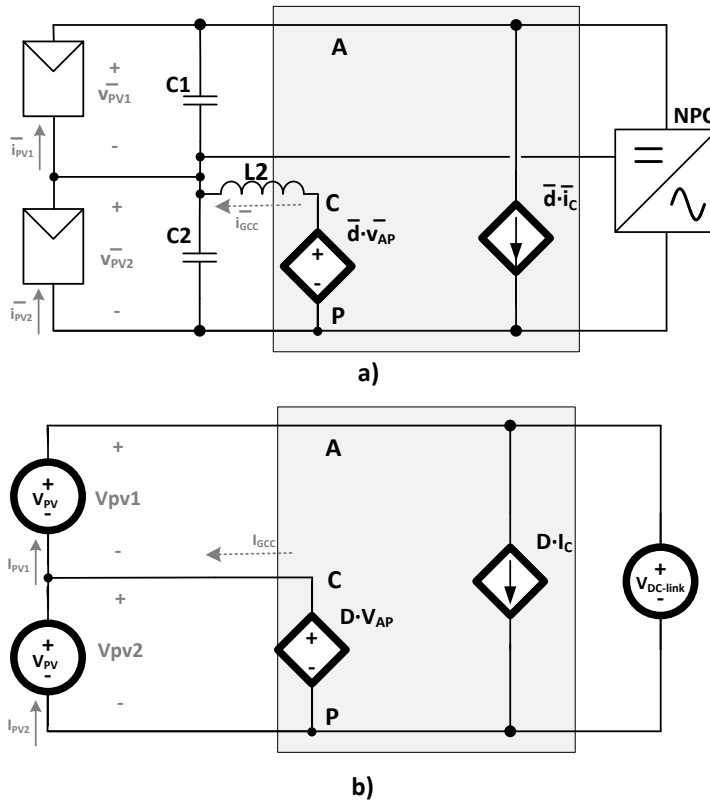 A
+
v̅PV1
C1
NPC
i̅PV1
-
L2
+
C
i̅GCC
C2
d̅·v̅AP
d̅·i̅C
v̅PV2
+
-
i̅PV2
-
P
a)
+
A
+
VPV
-
Vpv1
IGCC
IPV1
-
D·IC
C
+
VDC-link
-
+
D·VAP
+
VPV
-
Vpv2
+
-
-
P
IPV2
b)